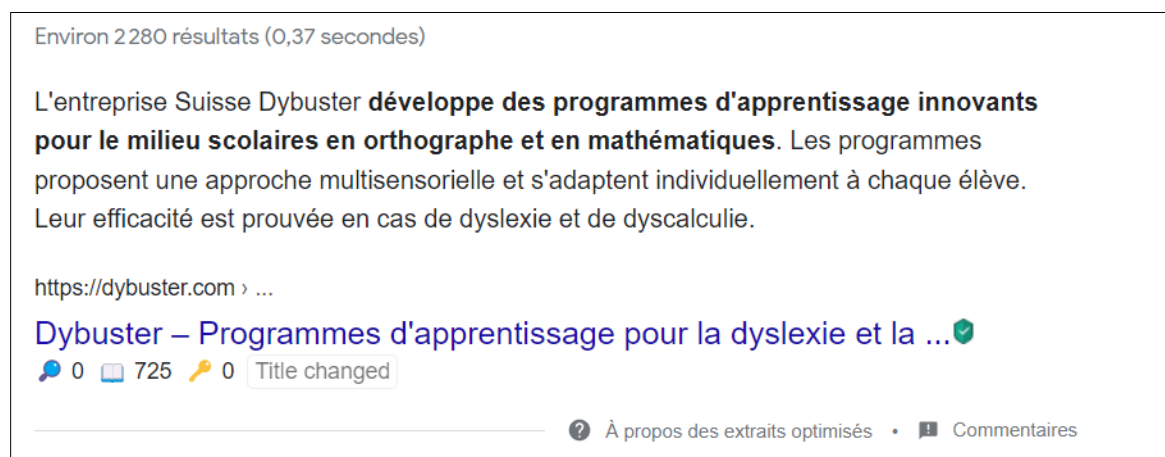 Environ 2 280 résultats (0,37 secondes)
L'entreprise Suisse Dybuster développe des programmes d'apprentissage innovants
pour le milieu scolaires en orthographe et en mathématiques. Les programmes
proposent une approche multisensorielle et s'adaptent individuellement à chaque élève.
Leur efficacité est prouvée en cas de dyslexie et de dyscalculie.
https://dybuster.com › ...
Dybuster – Programmes d'apprentissage pour la dyslexie et la ...
0 725 0 Title changed
À propos des extraits optimisés • Commentaires